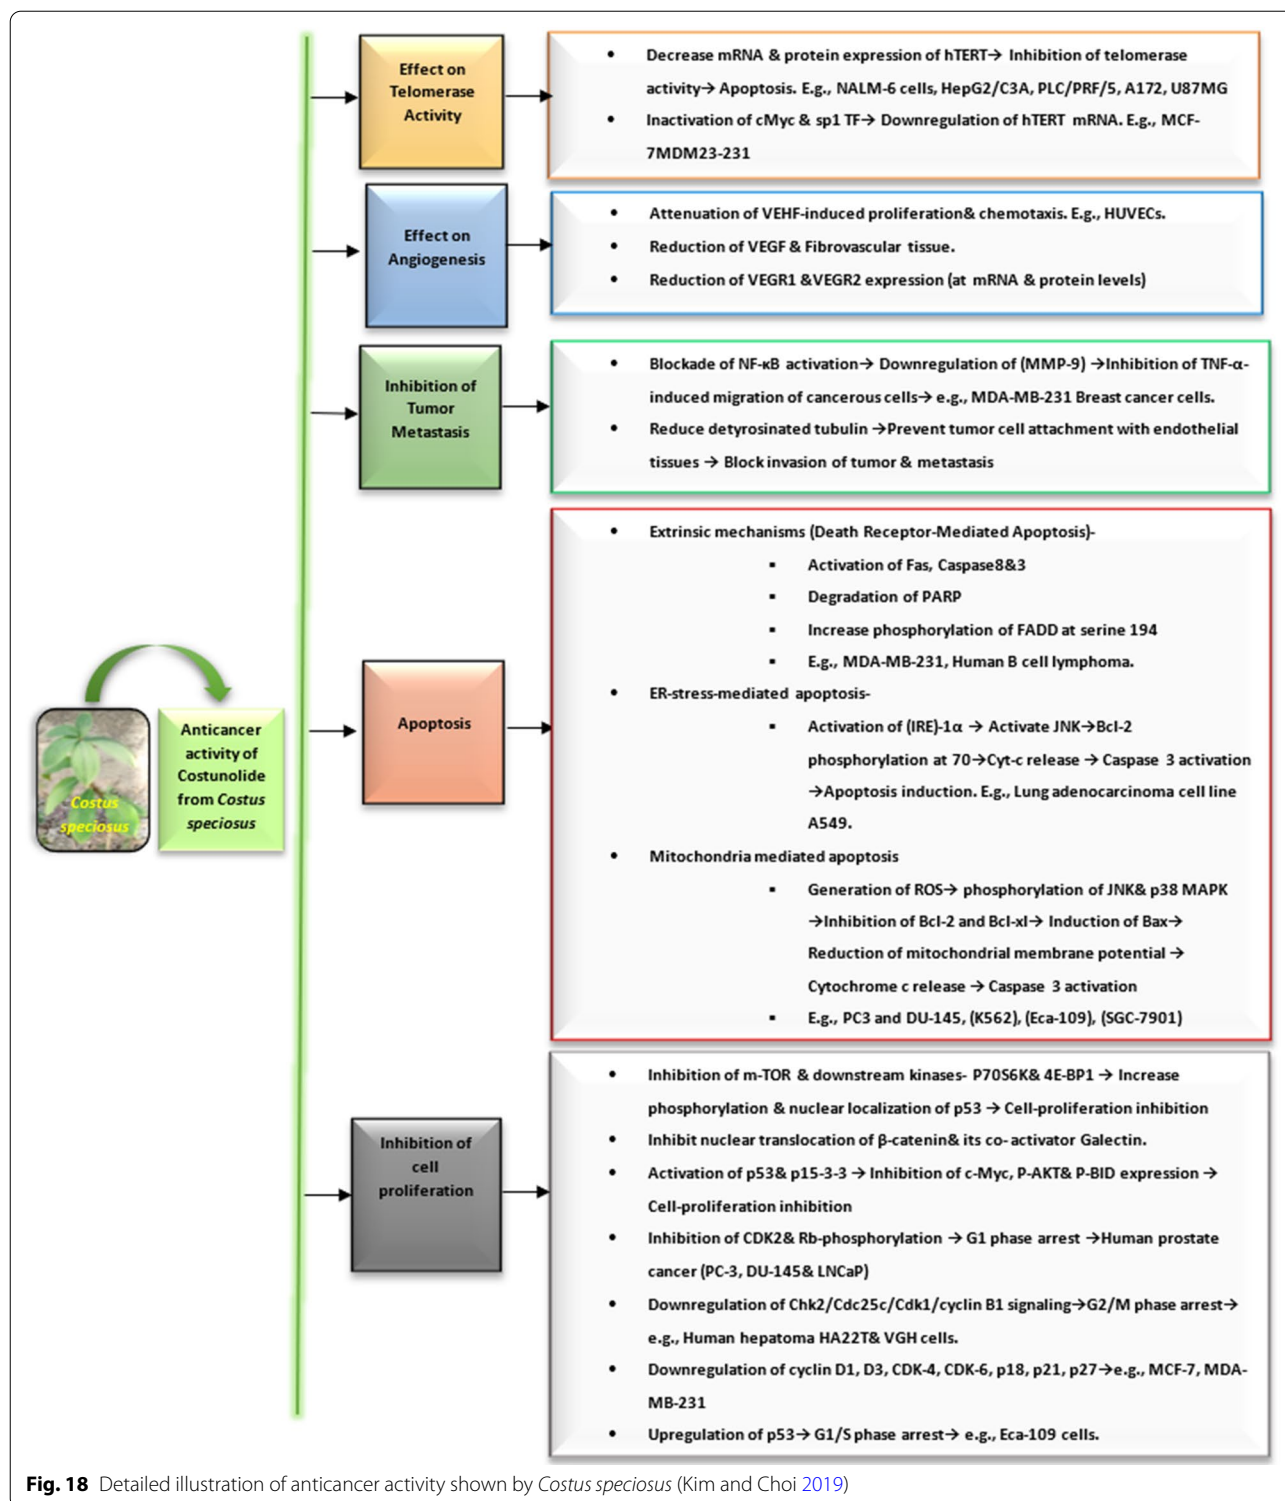 Effect on
Telomerase
Activity
• Decrease mRNA & protein expression of hTERT→ Inhibition of telomerase
activity→ Apoptosis. E.g., NALM-6 cells, HepG2/C3A, PLC/PRF/5, A172, U87MG
• Inactivation of cMyc & sp1 TF→ Downregulation of hTERT mRNA. E.g., MCF-
7MDM23-231
Effect on
Angiogenesis
• Attenuation of VEHF-induced proliferation& chemotaxis. E.g., HUVECs.
• Reduction of VEGF & Fibrovascular tissue.
• Reduction of VEGR1 &VEGR2 expression (at mRNA & protein levels)
Inhibition of
Tumor
Metastasis
• Blockade of NF-κB activation→ Downregulation of (MMP-9) →Inhibition of TNF-α-
induced migration of cancerous cells→ e.g., MDA-MB-231 Breast cancer cells.
• Reduce detyrosinated tubulin →Prevent tumor cell attachment with endothelial
tissues → Block invasion of tumor & metastasis
Costus
speciosus
Anticancer
activity of
Costunolide
from Costus
speciosus
Apoptosis
• Extrinsic mechanisms (Death Receptor-Mediated Apoptosis)-
▪ Activation of Fas, Caspase8&3
▪ Degradation of PARP
▪ Increase phosphorylation of FADD at serine 194
▪ E.g., MDA-MB-231, Human B cell lymphoma.
• ER-stress-mediated apoptosis-
▪ Activation of (IRE)-1α → Activate JNK→Bcl-2
phosphorylation at 70→Cyt-c release → Caspase 3 activation
→Apoptosis induction. E.g., Lung adenocarcinoma cell line
A549.
• Mitochondria mediated apoptosis
▪ Generation of ROS→ phosphorylation of JNK& p38 MAPK
→Inhibition of Bcl-2 and Bcl-xl→ Induction of Bax→
Reduction of mitochondrial membrane potential →
Cytochrome c release → Caspase 3 activation
▪ E.g., PC3 and DU-145, (K562), (Eca-109), (SGC-7901)
Inhibition of
cell
proliferation
• Inhibition of m-TOR & downstream kinases- P70S6K& 4E-BP1 → Increase
phosphorylation & nuclear localization of p53 → Cell-proliferation inhibition
• Inhibit nuclear translocation of β-catenin& its co-activator Galectin.
• Activation of p53& p15-3-3 → Inhibition of c-Myc, P-AKT& P-BID expression →
Cell-proliferation inhibition
• Inhibition of CDK2& Rb-phosphorylation → G1 phase arrest →Human prostate
cancer (PC-3, DU-145& LNCaP)
• Downregulation of Chk2/Cdc25c/Cdk1/cyclin B1 signaling→G2/M phase arrest→
e.g., Human hepatoma HA22T& VGH cells.
• Downregulation of cyclin D1, D3, CDK-4, CDK-6, p18, p21, p27→e.g., MCF-7, MDA-
MB-231
• Upregulation of p53→ G1/S phase arrest→ e.g., Eca-109 cells.
Fig. 18 Detailed illustration of anticancer activity shown by Costus speciosus (Kim and Choi 2019)